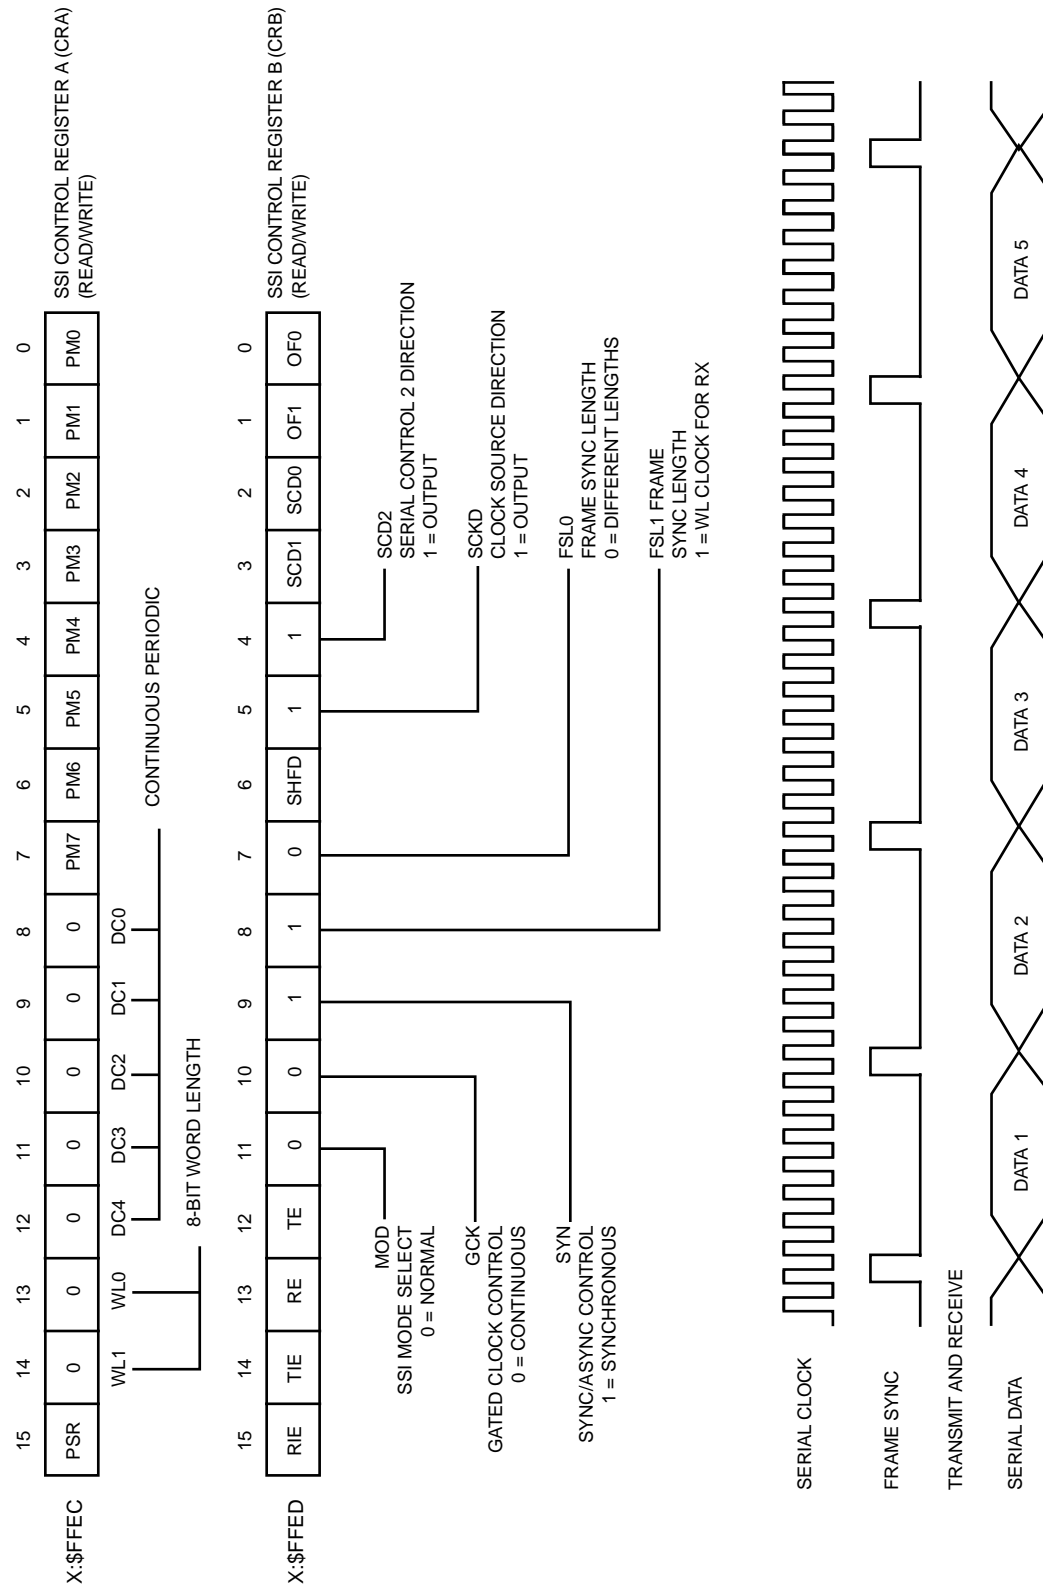 15 14 13 12 11 10 9 8 7 6 5 4 3 2 1 0
X:$FFEC PSR 0 0 0 0 0 0 0 PM7 PM6 PM5 PM4 PM3 PM2 PM1 PM0
SSI CONTROL REGISTER A (CRA)
(READ/WRITE)
WL1 WL0 DC4 DC3 DC2 DC1 DC0
CONTINUOUS PERIODIC
8-BIT WORD LENGTH
15 14 13 12 11 10 9 8 7 6 5 4 3 2 1 0
X:$FFED RIE TIE RE TE 0 0 1 1 0 SHFD 1 1 SCD1 SCD0 OF1 OF0
SSI CONTROL REGISTER B (CRB)
(READ/WRITE)
MOD
SSI MODE SELECT
0 = NORMAL
GCK
GATED CLOCK CONTROL
0 = CONTINUOUS
SYN
SYNC/ASYNC CONTROL
1 = SYNCHRONOUS
SCD2
SERIAL CONTROL 2 DIRECTION
1 = OUTPUT
SCKD
CLOCK SOURCE DIRECTION
1 = OUTPUT
FSL0
FRAME SYNC LENGTH
0 = DIFFERENT LENGTHS
FSL1 FRAME
SYNC LENGTH
1 = WL CLOCK FOR RX
SERIAL CLOCK
FRAME SYNC
TRANSMIT AND RECEIVE
SERIAL DATA DATA 1 DATA 2 DATA 3 DATA 4 DATA 5